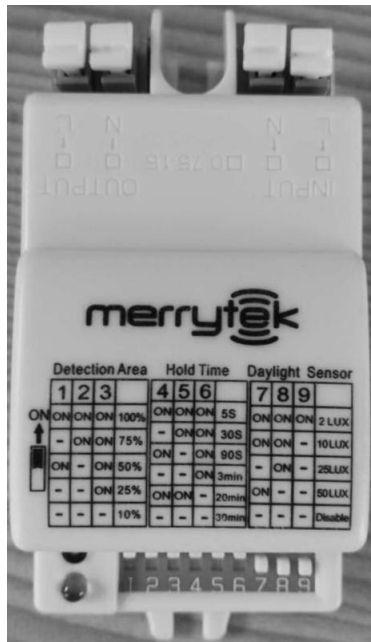 L N 0.75-1.5 N L
OUTPUT INPUT
merrytek
Detection Area Hold Time Daylight Sensor
1 2 3 4 5 6 7 8 9
ON ON ON ON 100% ON ON ON 5S ON ON ON 2 LUX
- ON ON 75% - ON ON 30S ON ON - 10LUX
ON - ON 50% ON - ON 90S - ON - 25LUX
- - ON 25% - - ON 3min ON - - 50LUX
- - - 10% ON ON - 20min - - - Disable
- - - 30min
1 2 3 4 5 6 7 8 9